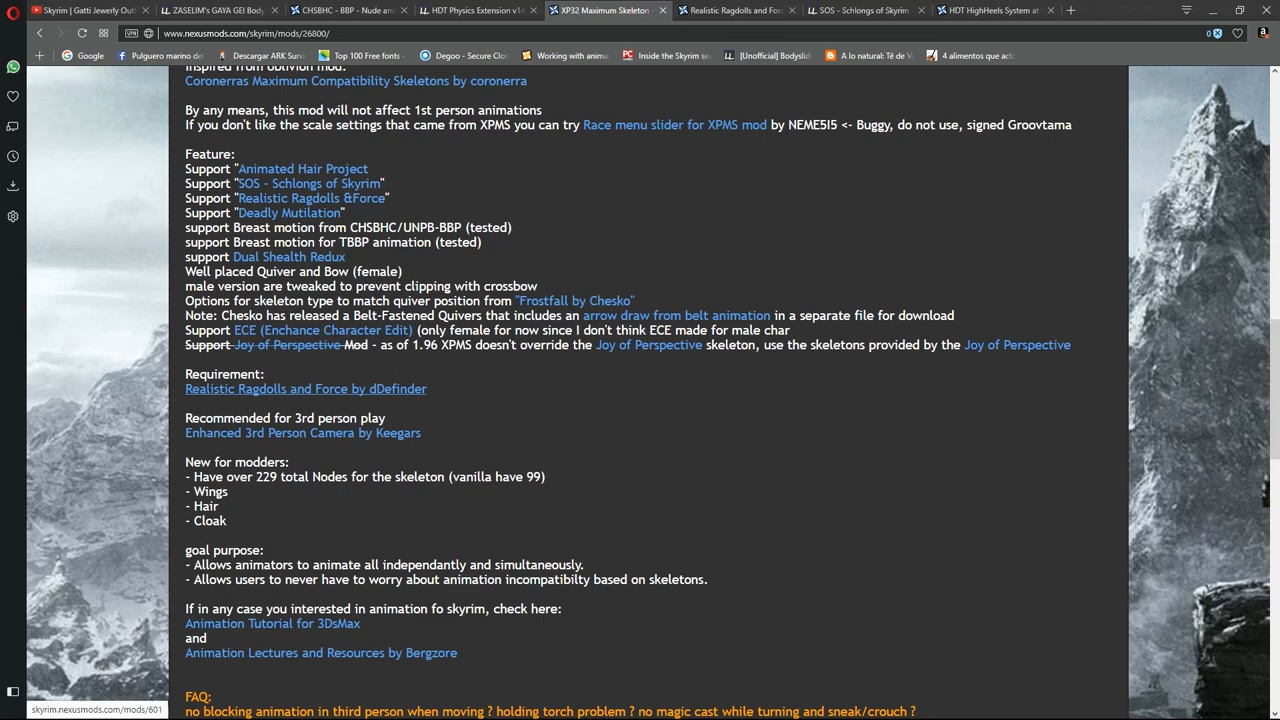 Skyrim | Gatti Jewerly Outf
ZASELIM'S GAYA GEI Body
CHSBHC - BBP - Nude and
HDT Physics Extension v14
XP32 Maximum Skeleton
Realistic Ragdolls and For
SOS - Schlongs of Skyrim
HDT HighHeels System at
VPN
www.nexusmods.com/skyrim/mods/26800/
0
Google
Pulguero marino del
Descargar ARK Surv
Top 100 Free fonts -
Degoo - Secure Clou
Working with anima
PC
Inside the Skyrim se
[Unofficial] Bodyslid
A lo natural: Té de V
4 alimentos que act
Inspired from oblivion mod:
Coronerras Maximum Compatibility Skeletons by coronerra
By any means, this mod will not affect 1st person animations
If you don't like the scale settings that came from XPMS you can try Race menu slider for XPMS mod by NEME5I5 <- Buggy, do not use, signed Groovtama
Feature:
Support "Animated Hair Project
Support "SOS - Schlongs of Skyrim"
Support "Realistic Ragdolls &Force"
Support "Deadly Mutilation"
support Breast motion from CHSBHC/UNPB-BBP (tested)
support Breast motion for TBBP animation (tested)
support Dual Shealth Redux
Well placed Quiver and Bow (female)
male version are tweaked to prevent clipping with crossbow
Options for skeleton type to match quiver position from "Frostfall by Chesko"
Note: Chesko has released a Belt-Fastened Quivers that includes an arrow draw from belt animation in a separate file for download
Support ECE (Enchance Character Edit) (only female for now since I don't think ECE made for male char
Support Joy of Perspective Mod - as of 1.96 XPMS doesn't override the Joy of Perspective skeleton, use the skeletons provided by the Joy of Perspective
Requirement:
Realistic Ragdolls and Force by dDefinder
Recommended for 3rd person play
Enhanced 3rd Person Camera by Keegars
New for modders:
- Have over 229 total Nodes for the skeleton (vanilla have 99)
- Wings
- Hair
- Cloak
goal purpose:
- Allows animators to animate all independantly and simultaneously.
- Allows users to never have to worry about animation incompatibilty based on skeletons.
If in any case you interested in animation fo skyrim, check here:
Animation Tutorial for 3DsMax
and
Animation Lectures and Resources by Bergzore
FAQ:
no blocking animation in third person when moving ? holding torch problem ? no magic cast while turning and sneak/crouch ?
skyrim.nexusmods.com/mods/601